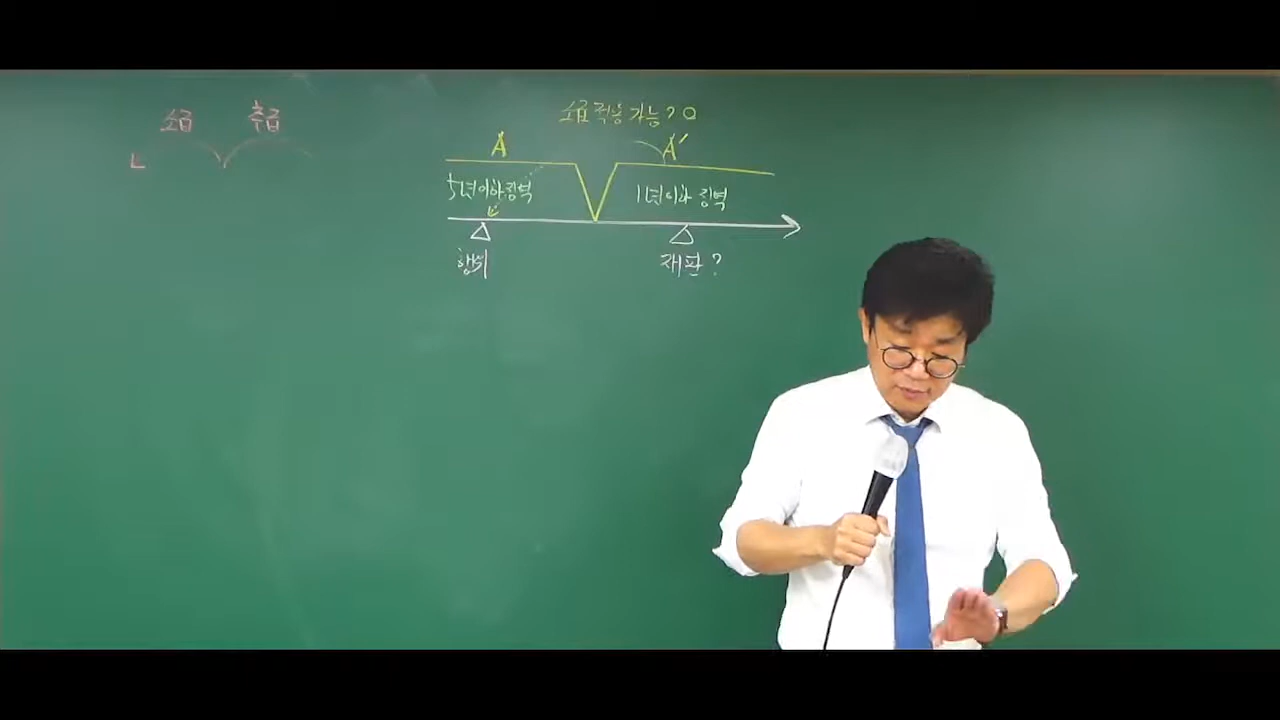 소급 추급
소급적용 가능? O
A A′
5년이하 징역 1년이하 징역
행위 재판?